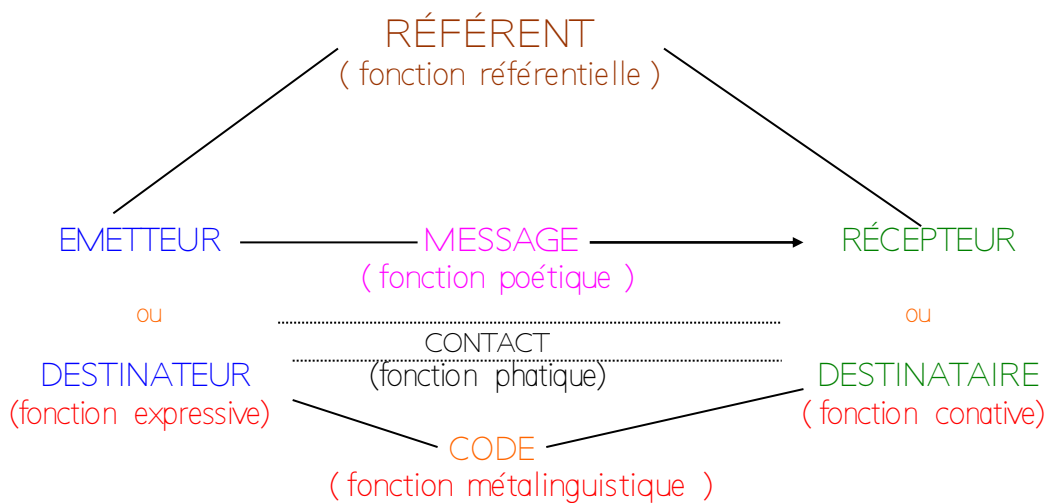 RÉFÉRENT
( fonction référentielle )
EMETTEUR MESSAGE RÉCEPTEUR
( fonction poétique )
ou ou
CONTACT
DESTINATEUR (fonction phatique) DESTINATAIRE
(fonction expressive) ( fonction conative)
CODE
( fonction métalinguistique )